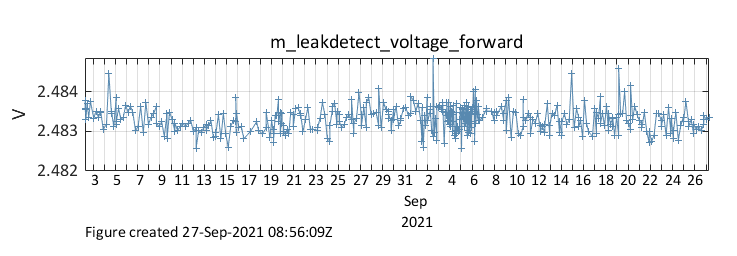 m_leakdetect_voltage_forward
V
2.484
2.483
2.482
3 5 7 9 11 13 15 17 19 21 23 25 27 29 31 2 4 6 8 10 12 14 16 18 20 22 24 26
Sep
2021
Figure created 27-Sep-2021 08:56:09Z